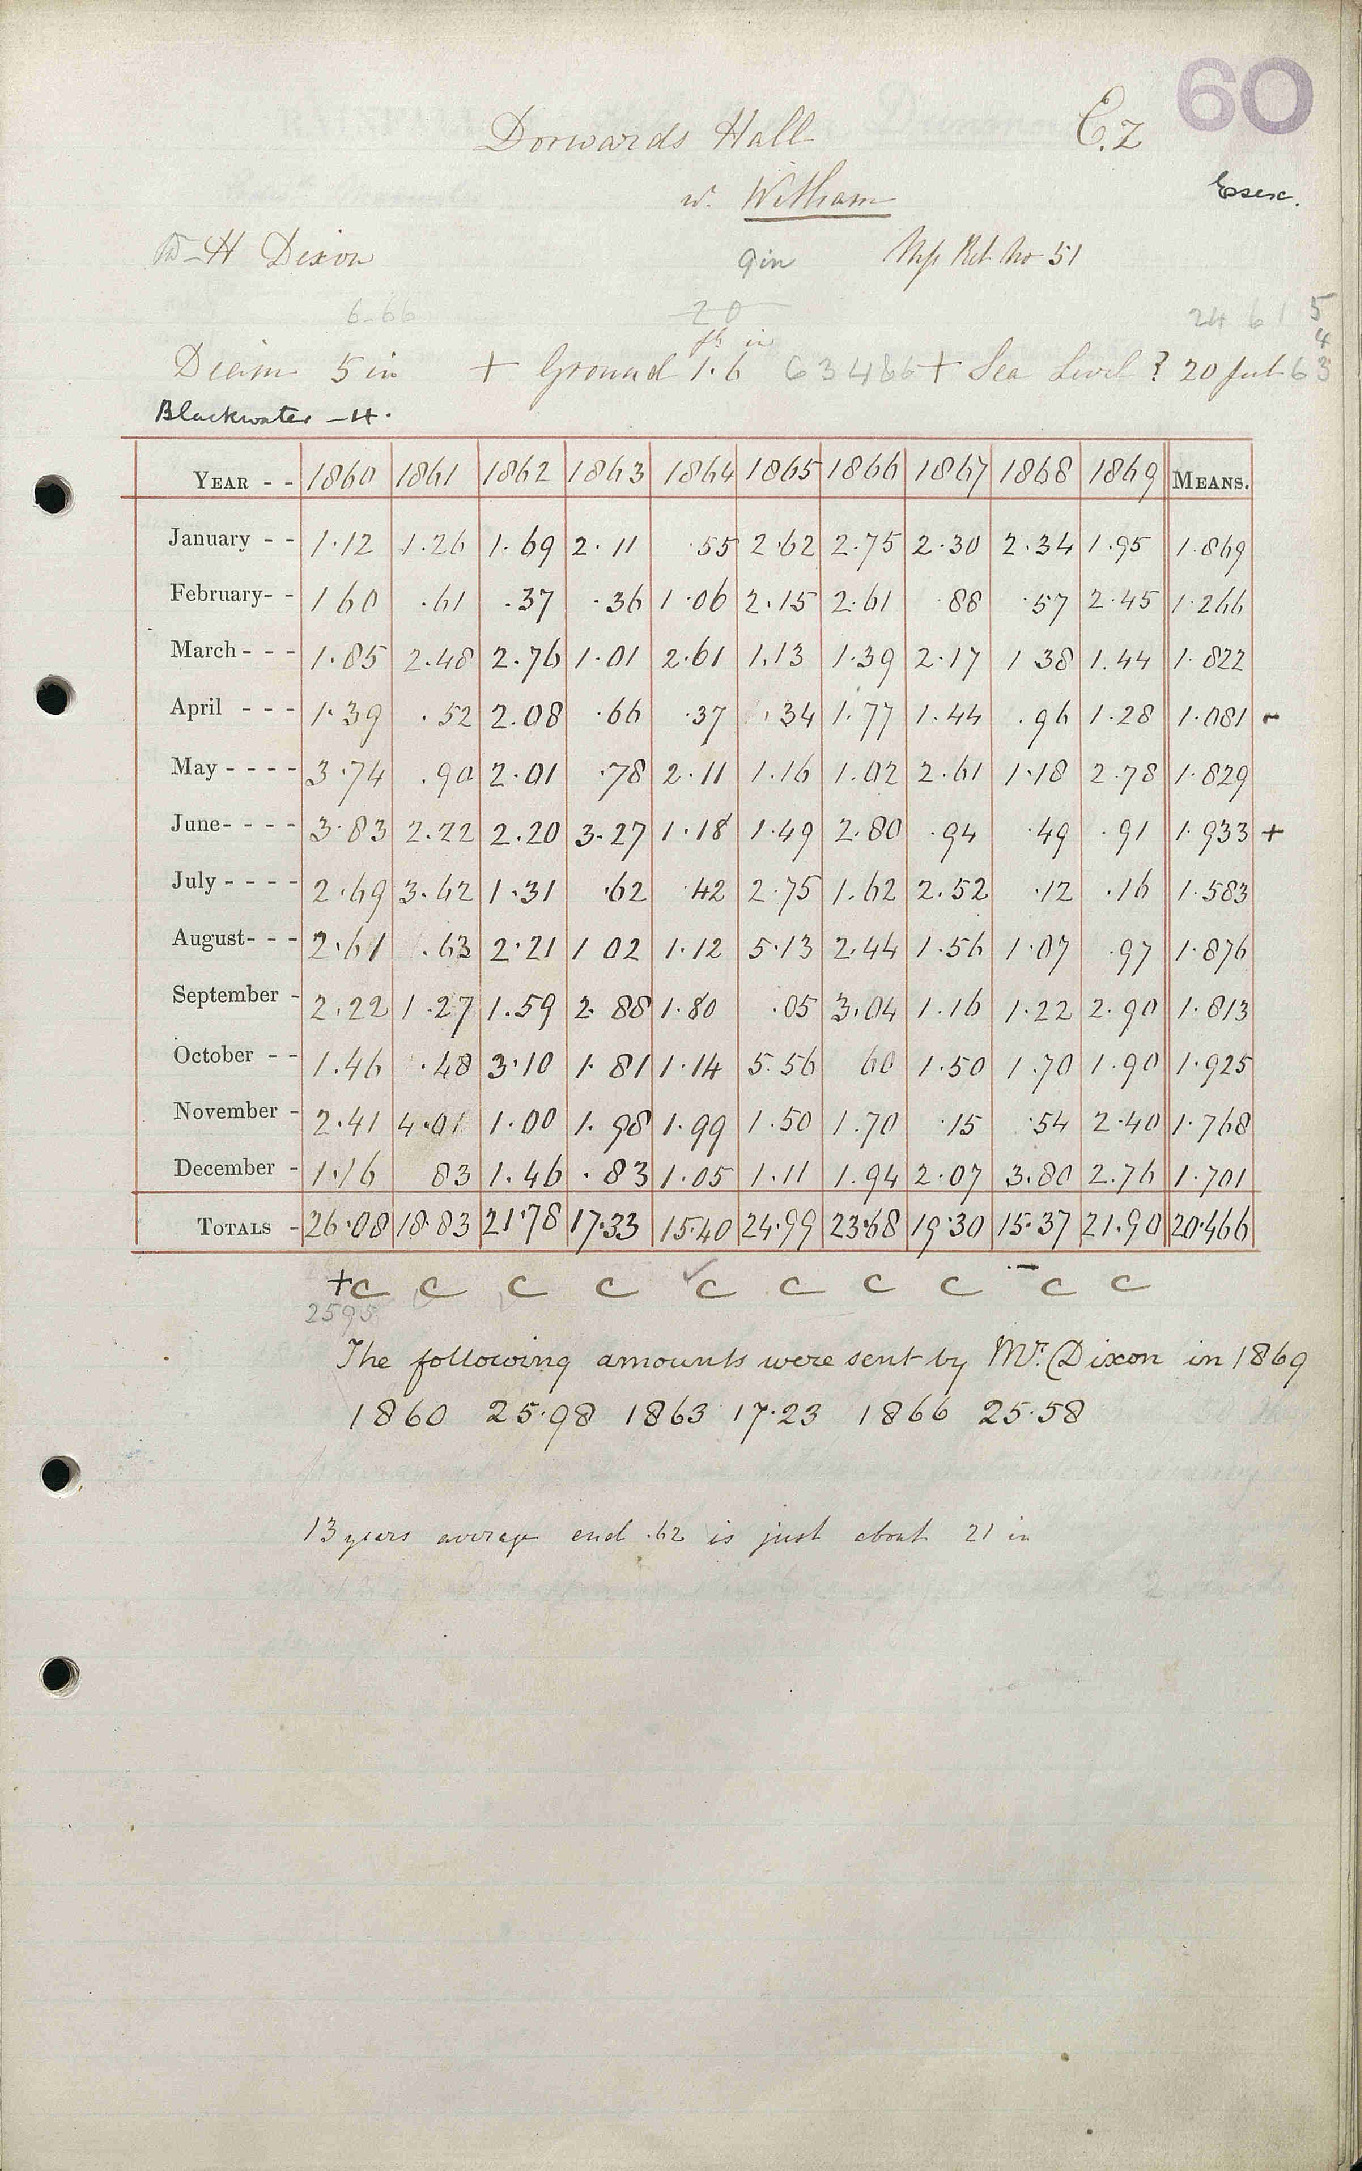 60
Dorwards Hall C.z
w. Witham Essex.
H Dixon 9in Mp Ret No 51
6-66 20 24 61 5
ft in 4
Diam 5 in + Ground 1.6 63486 + Sea Level ? 20 feet 63
Blackwater - H.
YEAR - - 1860 1861 1862 1863 1864 1865 1866 1867 1868 1869 MEANS.
January - - 1.12 1.26 1.69 2.11 .55 2.62 2.75 2.30 2.34 1.95 1.869
February- - 1 60 .61 .37 .36 1.06 2.15 2.61 .88 .57 2.45 1.266
March - - - 1.85 2.48 2.76 1.01 2.61 1.13 1.39 2.17 1 38 1.44 1.822
April - - - 1.39 .52 2.08 .66 .37 .34 1.77 1.44 .96 1.28 1.081 -
May - - - - 3.74 .90 2.01 .78 2.11 1.16 1.02 2.61 1.18 2.78 1.829
June- - - - 3.83 2.22 2.20 3.27 1.18 1.49 2.80 .94 .49 .91 1.933 +
July - - - - 2.69 3.62 1.31 .62 .42 2.75 1.62 2.52 .12 .16 1.583
August- - - 2.61 .63 2.21 1 02 1.12 5.13 2.44 1.56 1.07 .97 1.876
September - 2.22 1.27 1.59 2.88 1.80 .05 3.04 1.16 1.22 2.90 1.813
October - - 1.46 .48 3.10 1.81 1.14 5.56 60 1.50 1.70 1.90 1.925
November - 2.41 4.01 1.00 1.98 1.99 1.50 1.70 .15 .54 2.40 1.768
December - 1.16 83 1.46 .83 1.05 1.11 1.94 2.07 3.80 2.76 1.701
TOTALS - 26.08 18.83 21.78 17.33 15.40 24.99 23.68 19.30 15.37 21.90 20.466
+ c c c c c c c c - c c
2595
The following amounts were sent by Mr. Dixon in 1869
1860 25.98 1863 17.23 1866 25.58
13 years average end .62 is just about 21 in